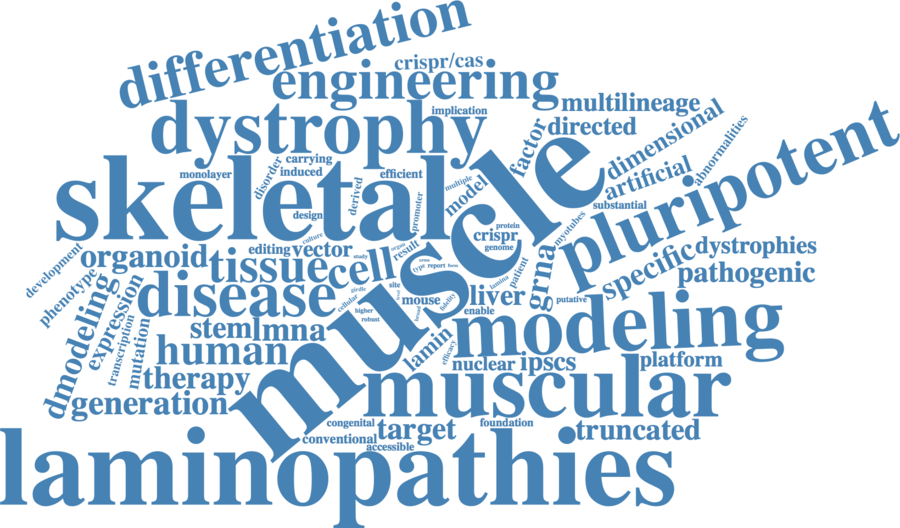 differentiation
crispr/cas
engineering
implication
multilineage
dystrophy
factor
directed
dimensional
abnormalities
monolayer
disorder
carrying
induced
efficient
multiple
model
artificial
pluripotent
skeletal
design
derived
promoter
substantial
muscle
protein
crispr
genome
myotubes
development
organoid
editing
vector
culture
study
organ
result
tissue
cell
type
report
form
lamina
patient
grna
specific
dystrophies
pathogenic
phenotype
disease
cellular
girdle
site
mouse
fidelity
liver
enable
putative
higher
robust
broad
dmodeling
expression
transcription
mutation
stem
lmna
human
lamin
efficacy
modeling
nuclear
ipscs
platform
therapy
generation
muscular
congenital
target
foundation
truncated
conventional
accessible
laminopathies